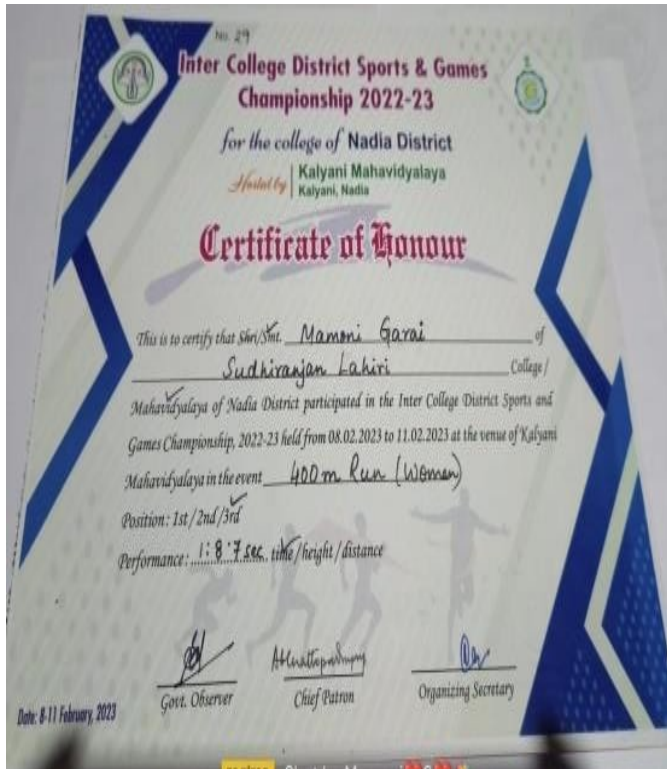 No. 29
Inter College District Sports & Games
Championship 2022-23
for the college of Nadia District
Hosted by Kalyani Mahavidyalaya
Kalyani, Nadia
Certificate of Honour
This is to certify that Shri/Smt. Mamoni Garai of
Sudhiranjan Lahiri College /
Mahavidyalaya of Nadia District participated in the Inter College District Sports and
Games Championship, 2022-23 held from 08.02.2023 to 11.02.2023 at the venue of Kalyani
Mahavidyalaya in the event 400m Run (Women)
Position: 1st / 2nd / 3rd
Performance: 1:8.7 sec. time / height / distance
Govt. Observer
Chief Patron
Organizing Secretary
Date: 8-11 February, 2023